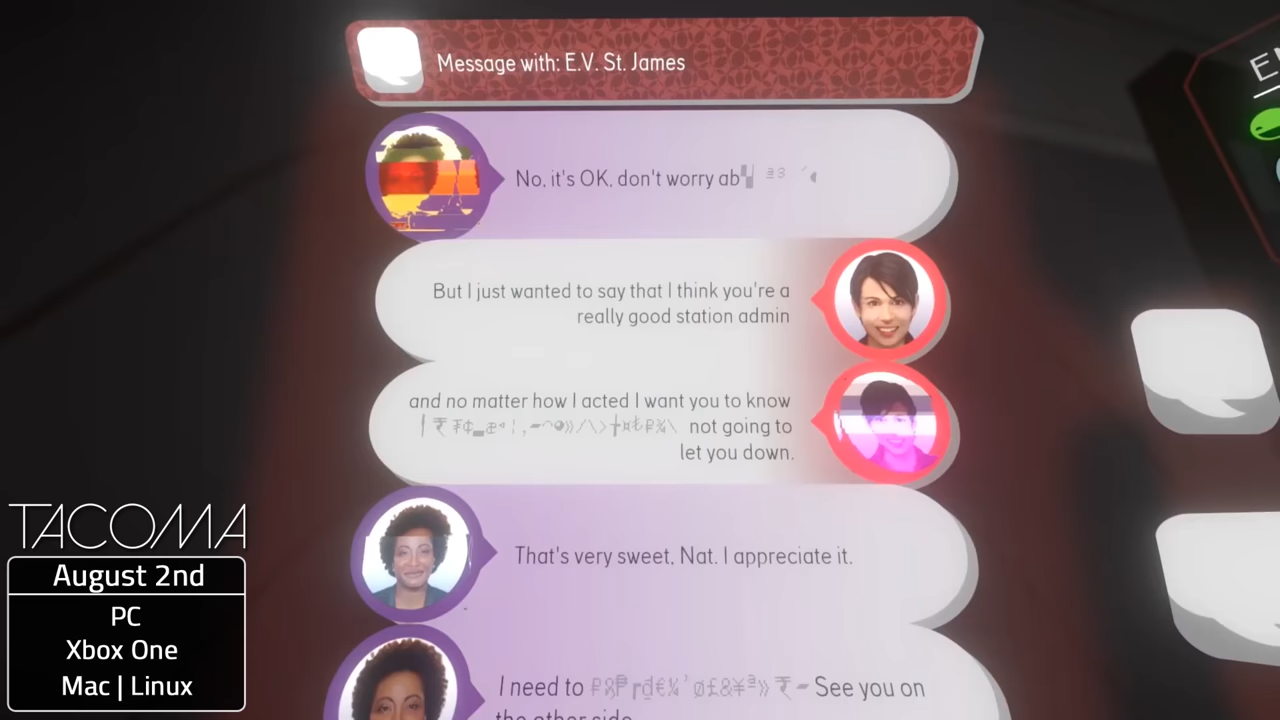 Message with: E.V. St. James
No, it's OK, don't worry ab
But I just wanted to say that I think you're a
really good station admin
and no matter how I acted I want you to know
not going to
let you down.
That's very sweet, Nat. I appreciate it.
I need to See you on
the other side
TACOMA
August 2nd
PC
Xbox One
Mac | Linux